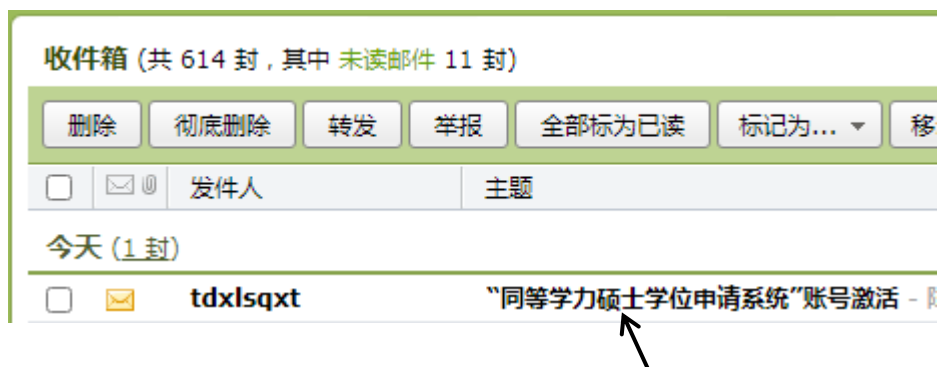 收件箱 (共 614 封 , 其中 未读邮件 11 封)
删除 彻底删除 转发 举报 全部标为已读 标记为... 移
发件人 主题
今天 (1 封)
tdxlsqxt “同等学力硕士学位申请系统”账号激活 -